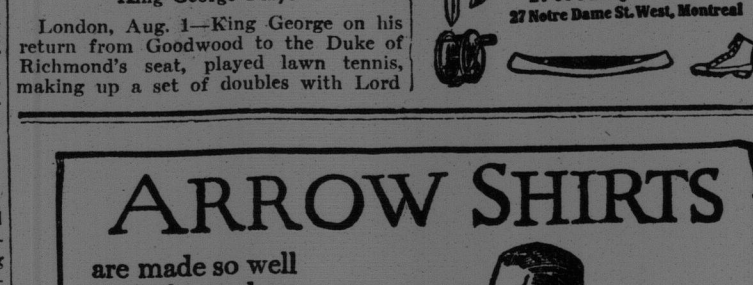 London, Aug. 1—King George on his
return from Goodwood to the Duke of
Richmond's seat, played lawn tennis,
making up a set of doubles with Lord
27 Notre Dame St. West, Montreal
ARROW SHIRTS
are made so well